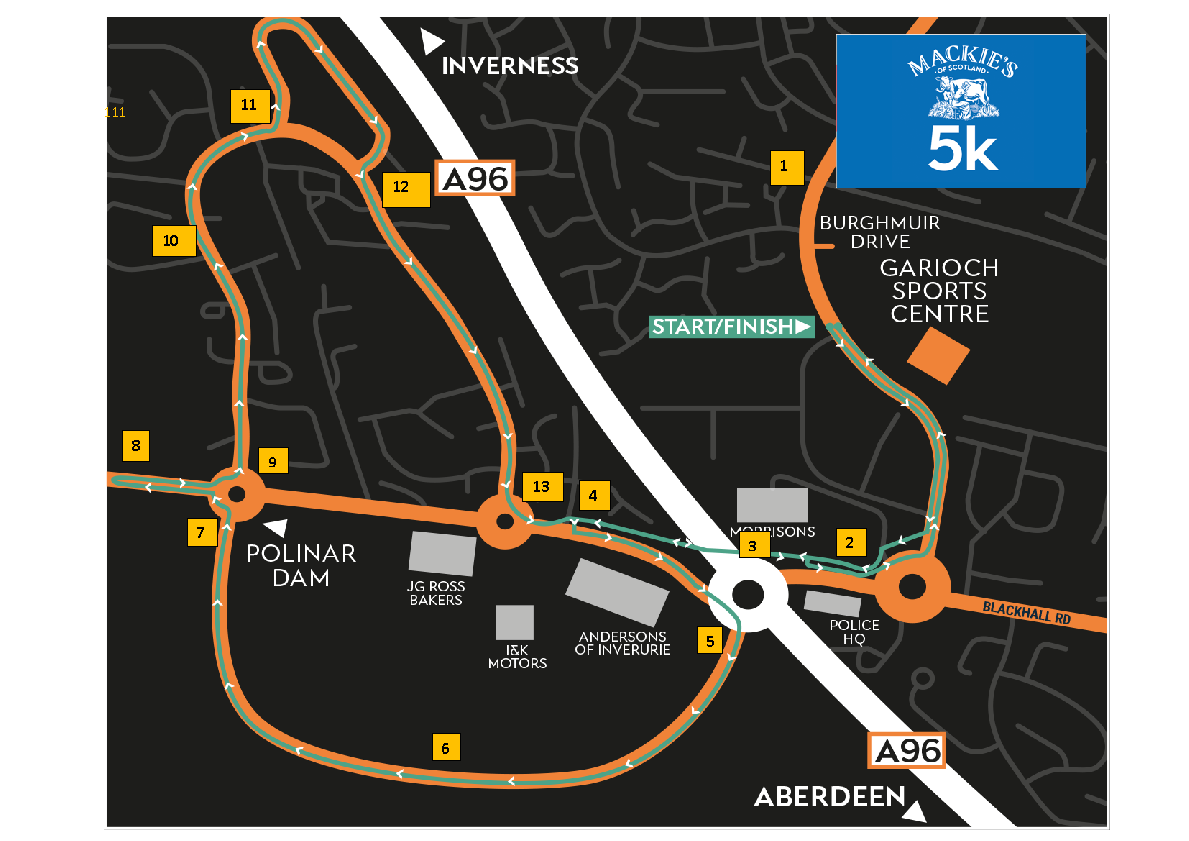 INVERNESS
MACKIE'S
·OF SCOTLAND·
5k
11
111
A96
12
1
10
BURGHMUIR
DRIVE
GARIOCH
SPORTS
CENTRE
START/FINISH
8
9
13
4
7
POLINAR
DAM
MORRISONS
3
2
JG ROSS
BAKERS
I&K
MOTORS
ANDERSONS
OF INVERURIE
5
POLICE
HQ
BLACKHALL RD
6
A96
ABERDEEN